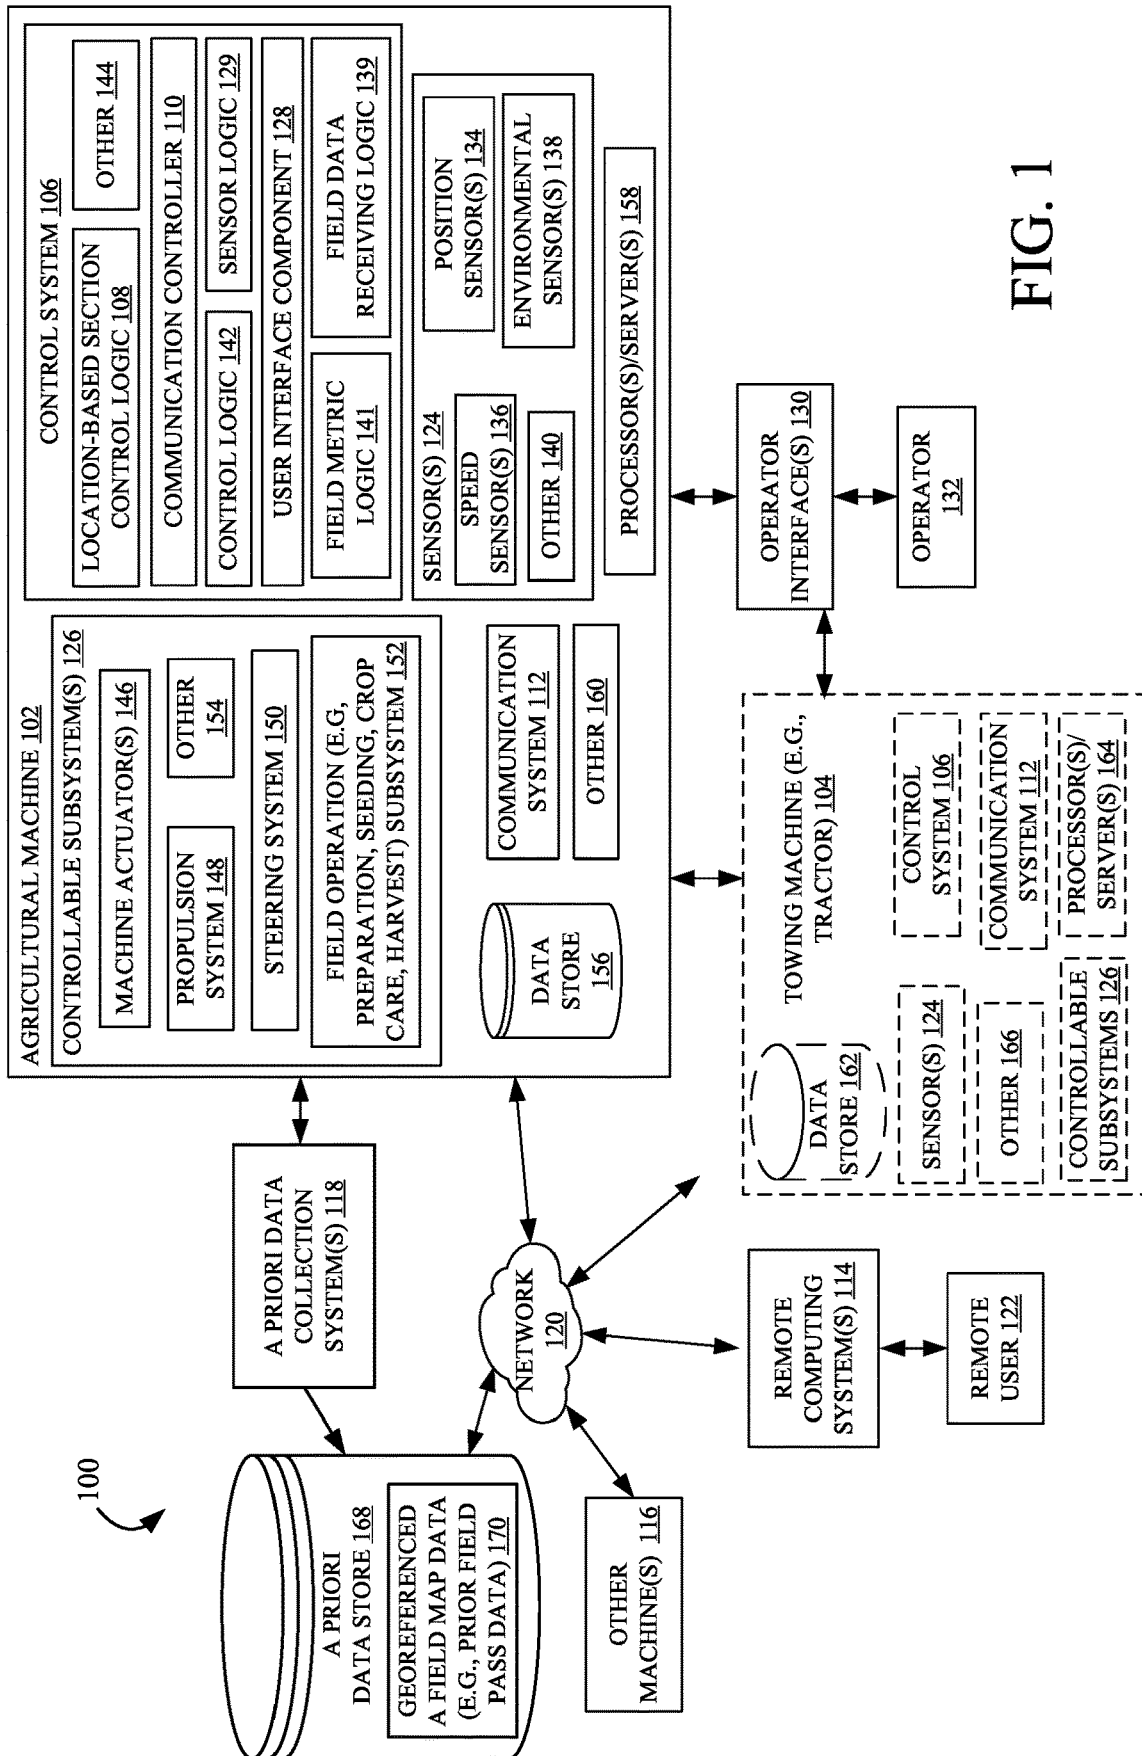 100
AGRICULTURAL MACHINE 102
CONTROLLABLE SUBSYSTEM(S) 126
MACHINE ACTUATOR(S) 146
PROPULSION
SYSTEM 148
OTHER
154
STEERING SYSTEM 150
FIELD OPERATION (E.G,
PREPARATION, SEEDING, CROP
CARE, HARVEST) SUBSYSTEM 152
DATA
STORE
156
COMMUNICATION
SYSTEM 112
OTHER 160
CONTROL SYSTEM 106
LOCATION-BASED SECTION
CONTROL LOGIC 108
OTHER 144
COMMUNICATION CONTROLLER 110
CONTROL LOGIC 142
SENSOR LOGIC 129
USER INTERFACE COMPONENT 128
FIELD METRIC
LOGIC 141
FIELD DATA
RECEIVING LOGIC 139
SENSOR(S) 124
POSITION
SENSOR(S) 134
SPEED
SENSOR(S) 136
ENVIRONMENTAL
SENSOR(S) 138
OTHER 140
PROCESSOR(S)/SERVER(S) 158
A PRIORI DATA
COLLECTION
SYSTEM(S) 118
A PRIORI
DATA STORE 168
GEOREFERENCED
A FIELD MAP DATA
(E.G., PRIOR FIELD
PASS DATA) 170
NETWORK
120
OTHER
MACHINE(S) 116
REMOTE
COMPUTING
SYSTEM(S) 114
REMOTE
USER 122
TOWING MACHINE (E.G.,
TRACTOR) 104
DATA
STORE 162
SENSOR(S) 124
CONTROL
SYSTEM 106
OTHER 166
COMMUNICATION
SYSTEM 112
CONTROLLABLE
SUBSYSTEMS 126
PROCESSOR(S)/
SERVER(S) 164
OPERATOR
INTERFACE(S) 130
OPERATOR
132
FIG. 1